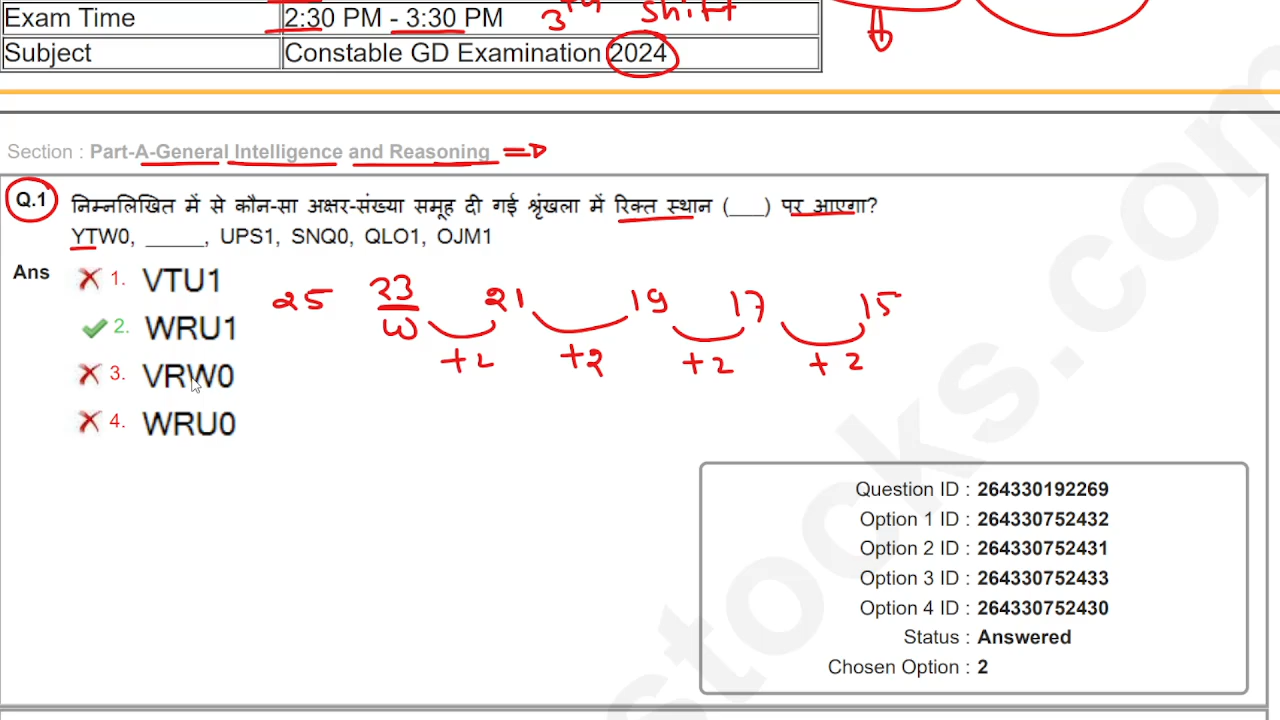 Exam Time 2:30 PM - 3:30 PM 3rd shift
Subject Constable GD Examination 2024
Section : Part-A-General Intelligence and Reasoning
Q.1 निम्नलिखित में से कौन-सा अक्षर-संख्या समूह दी गई श्रृंखला में रिक्त स्थान (___) पर आएगा?
YTW0, _____, UPS1, SNQ0, QLO1, OJM1
Ans
1. VTU1
2. WRU1
3. VRW0
4. WRU0
25 23 21 19 17 15
W
+2 +2 +2 +2
Question ID : 264330192269
Option 1 ID : 264330752432
Option 2 ID : 264330752431
Option 3 ID : 264330752433
Option 4 ID : 264330752430
Status : Answered
Chosen Option : 2
stocks.com